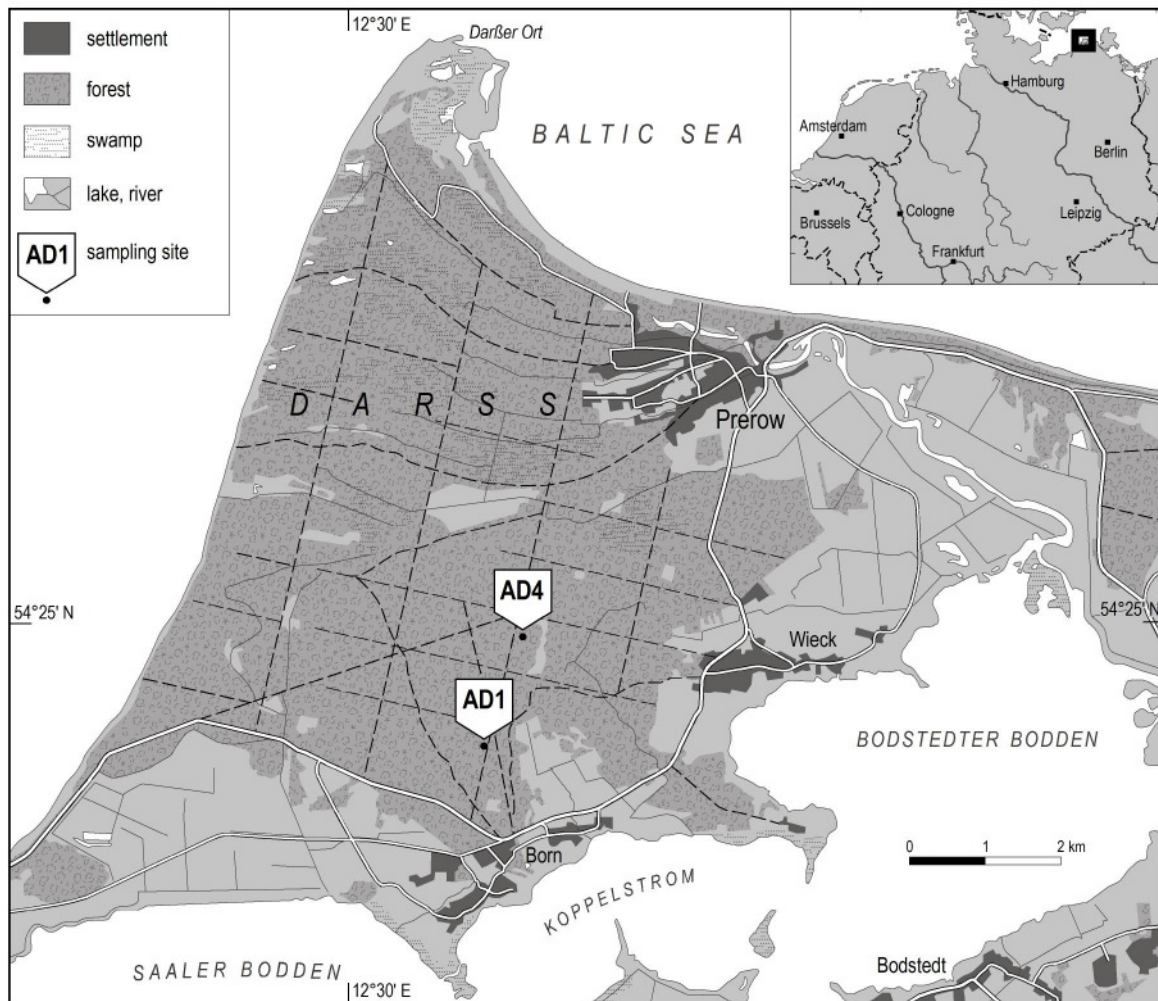 settlement
forest
swamp
lake, river
AD1
sampling site
12°30' E
Darßer Ort
BALTIC SEA
Hamburg
Amsterdam
Berlin
Brussels
Cologne
Leipzig
Frankfurt
DARSS
Prerow
54°25' N
54°25' N
AD4
Wieck
AD1
BODSTEDTER BODDEN
0 1 2 km
Born
KOPPELSTROM
SAALER BODDEN
12°30' E
Bodstedt